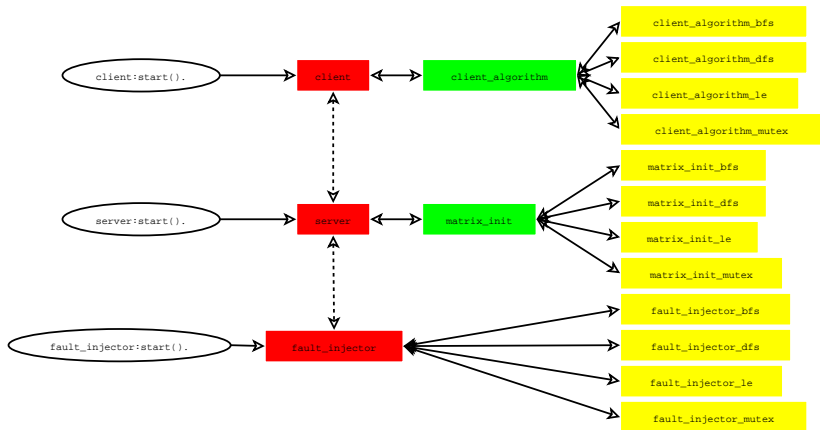 client_algorithm_bfs
client_algorithm_dfs
client:start().
client
client_algorithm
client_algorithm_le
client_algorithm_mutex
matrix_init_bfs
matrix_init_dfs
server:start().
server
matrix_init
matrix_init_le
matrix_init_mutex
fault_injector_bfs
fault_injector:start().
fault_injector
fault_injector_dfs
fault_injector_le
fault_injector_mutex